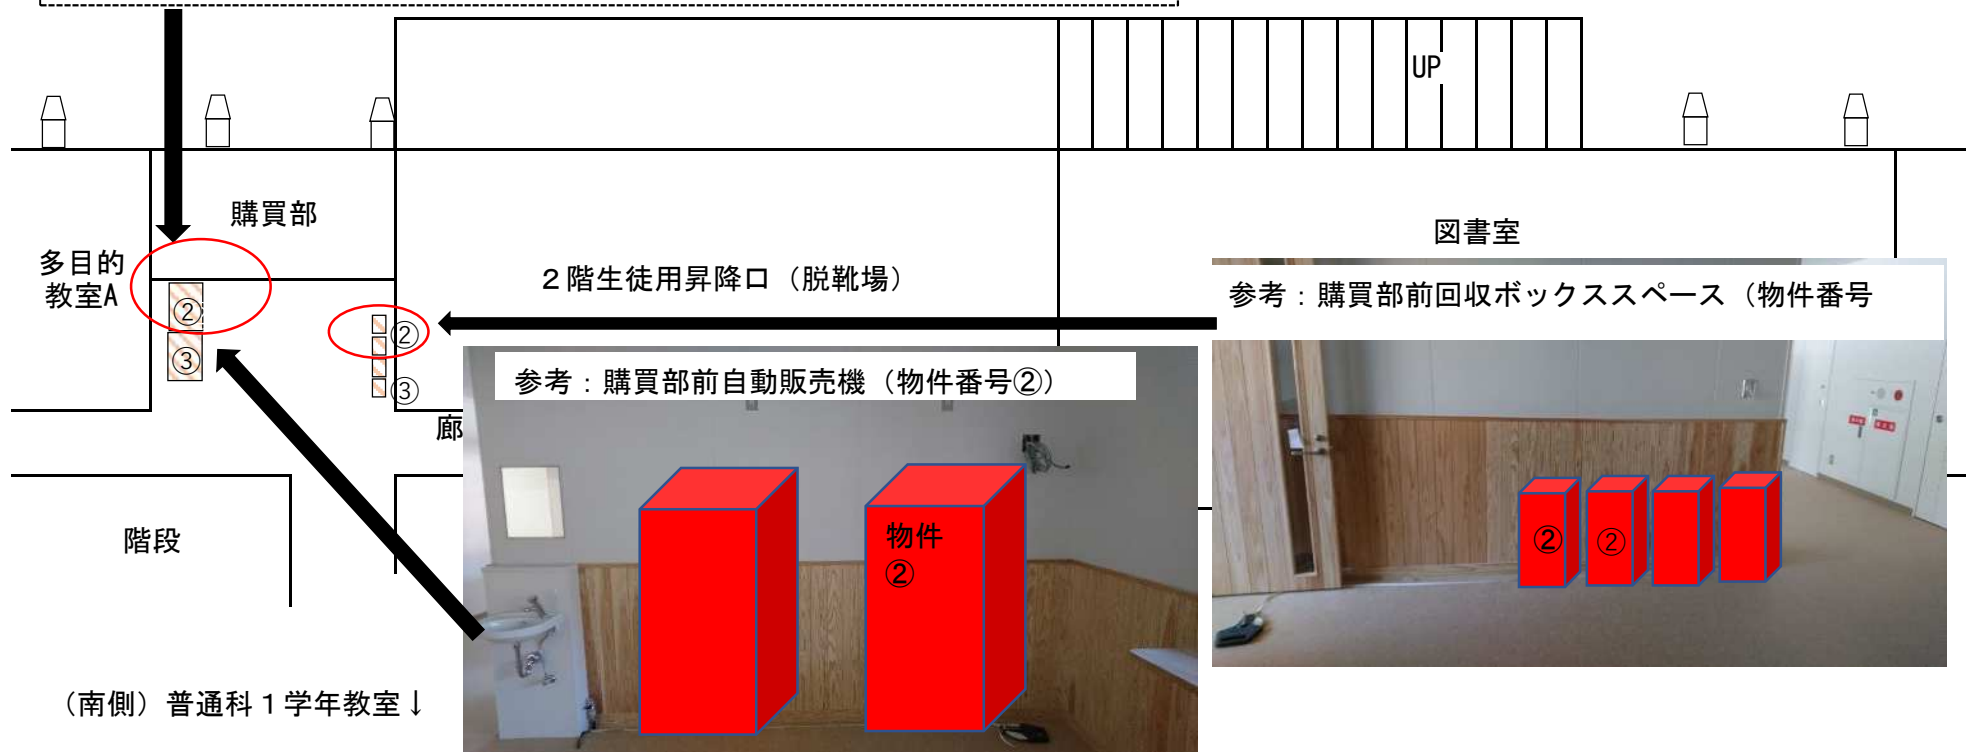 UP
購買部
図書室
多目的
教室A
２階生徒用昇降口（脱靴場）
参考：購買部前回収ボックススペース（物件番号
②
③
②
③
参考：購買部前自動販売機（物件番号②）
廊
物件
②
②
②
階段
（南側）普通科１学年教室↓